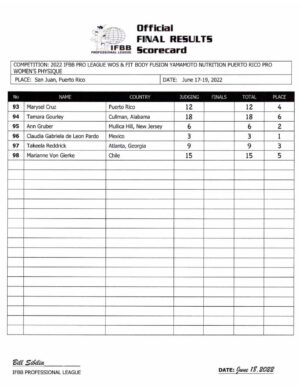 Official
FINAL RESULTS
Scorecard
IFBB
PROFESSIONAL LEAGUE
COMPETITION: 2022 IFBB PRO LEAGUE WOS & FIT BODY FUSION YAMAMOTO NUTRITION PUERTO RICO PRO
WOMEN'S PHYSIQUE
PLACE: San Juan, Puerto Rico DATE: June 17-19, 2022
No NAME COUNTRY JUDGING FINALS TOTAL PLACE
93 Marysel Cruz Puerto Rico 12 12 4
94 Tamara Gourley Cullman, Alabama 18 18 6
95 Ann Gruber Mullica Hill, New Jersey 6 6 2
96 Claudia Gabriela de Leon Pardo Mexico 3 3 1
97 Takeela Reddrick Atlanta, Georgia 9 9 3
98 Marianne Von Gierke Chile 15 15 5
Bill Siblia
IFBB PROFESSIONAL LEAGUE DATE: June 18, 2022